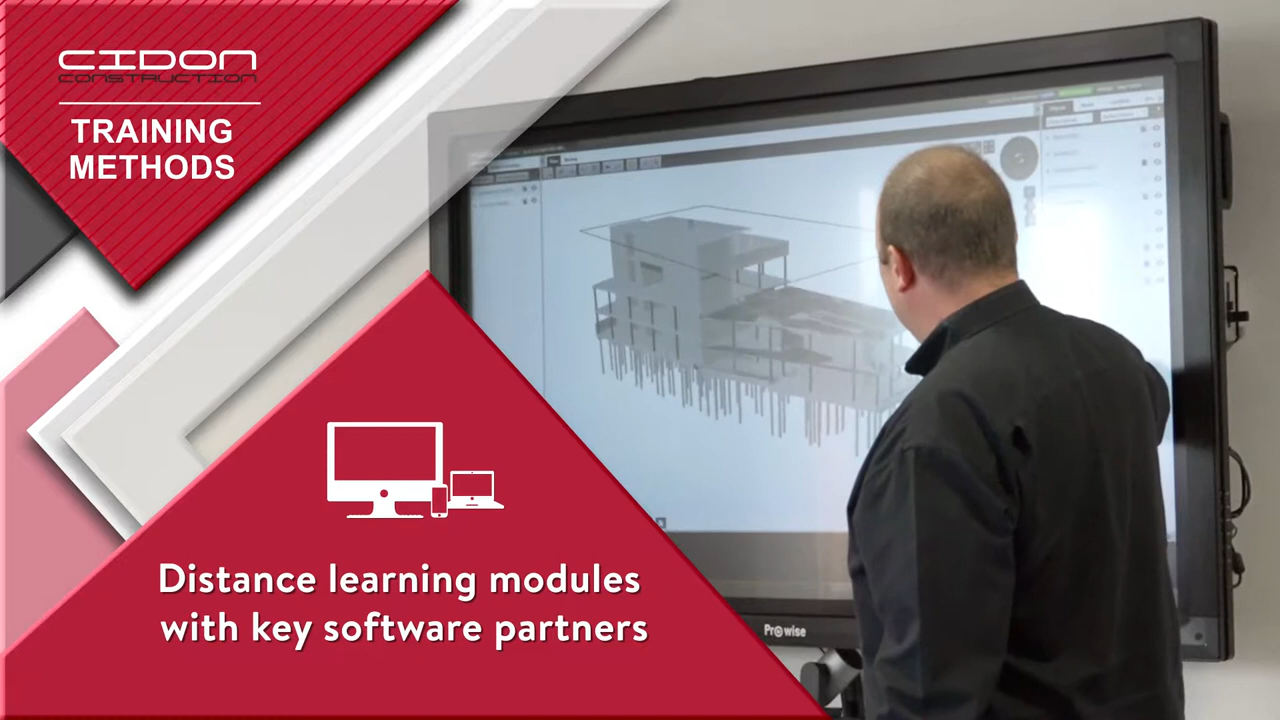 CIDON
CONSTRUCTION
TRAINING
METHODS
Distance learning modules
with key software partners
Prowise